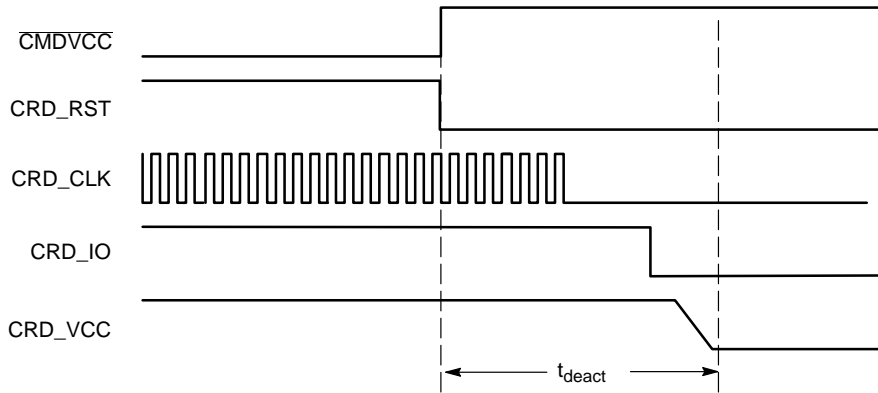 CMDVCC
CRD_RST
CRD_CLK
CRD_IO
CRD_VCC
tdeact